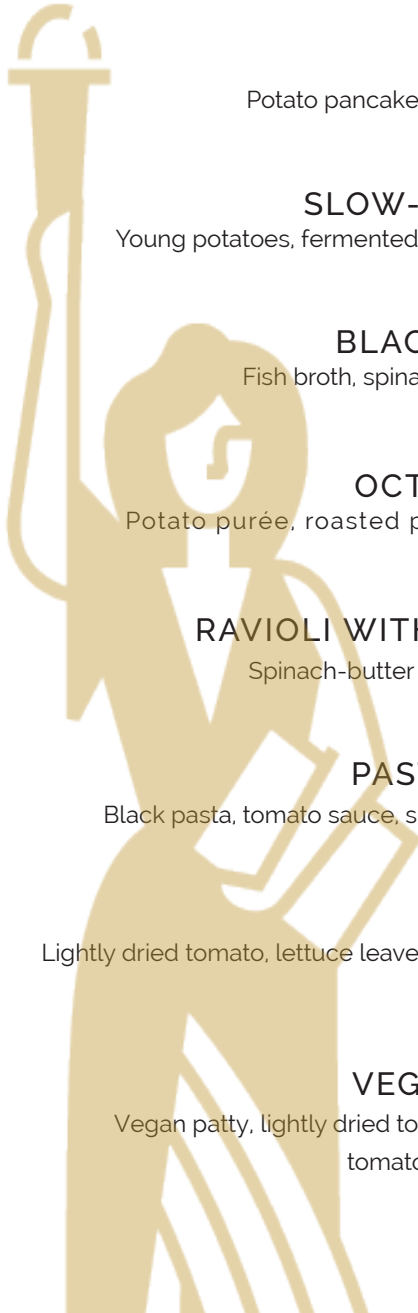 Potato pancake
SLOW-
Young potatoes, fermented
BLAC
Fish broth, spina
OCT
Potato purée, roasted p
RAVIOLI WITH
Spinach-butter
PAST
Black pasta, tomato sauce, s
Lightly dried tomato, lettuce leave
VEG
Vegan patty, lightly dried to
tomato